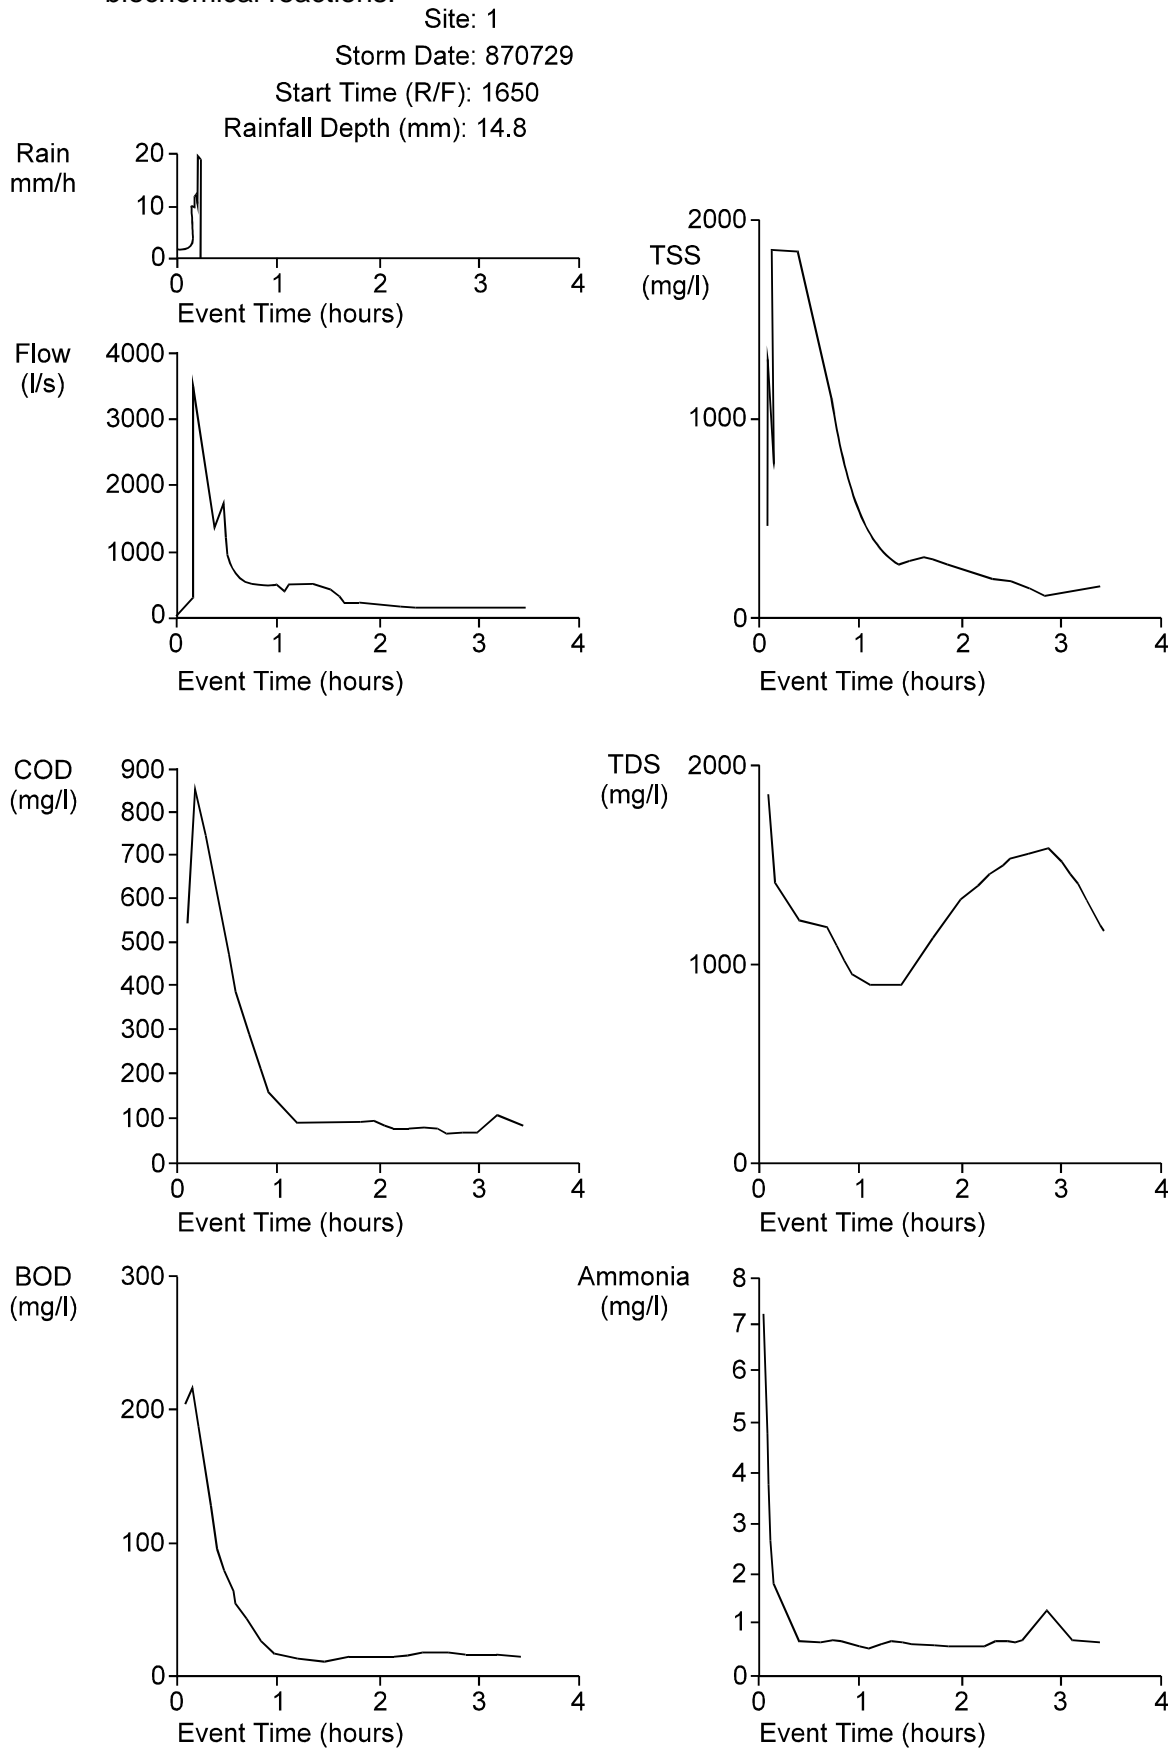 biochemical reactions.
Site: 1
Storm Date: 870729
Start Time (R/F): 1650
Rainfall Depth (mm): 14.8
Rain
mm/h
20
10
0
0 1 2 3 4
Event Time (hours)
Flow
(l/s)
4000
3000
2000
1000
0
0 1 2 3 4
Event Time (hours)
TSS
(mg/l)
2000
1000
0
0 1 2 3 4
Event Time (hours)
COD
(mg/l)
900
800
700
600
500
400
300
200
100
0
0 1 2 3 4
Event Time (hours)
TDS
(mg/l)
2000
1000
0
0 1 2 3 4
Event Time (hours)
BOD
(mg/l)
300
200
100
0
0 1 2 3 4
Event Time (hours)
Ammonia
(mg/l)
8
7
6
5
4
3
2
1
0
0 1 2 3 4
Event Time (hours)